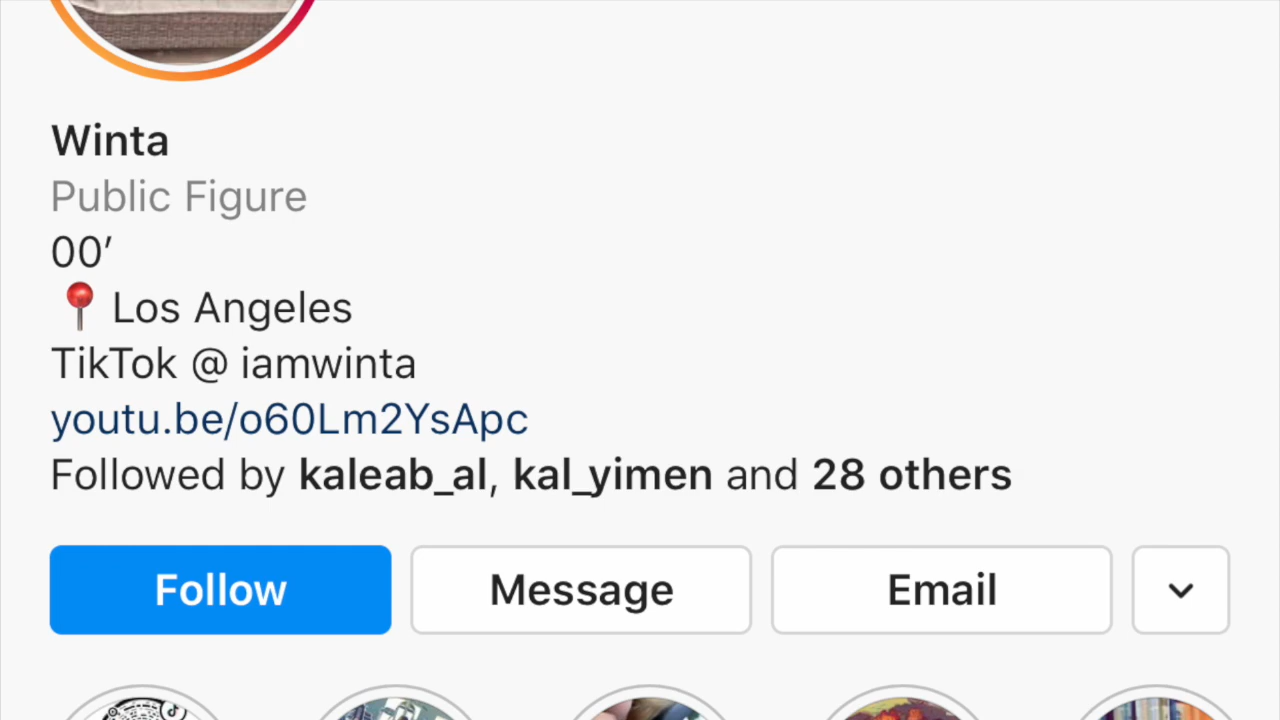 Winta
Public Figure
00’
📍 Los Angeles
TikTok @ iamwinta
youtu.be/o60Lm2YsApc
Followed by kaleab_al, kal_yimen and 28 others
Follow Message Email